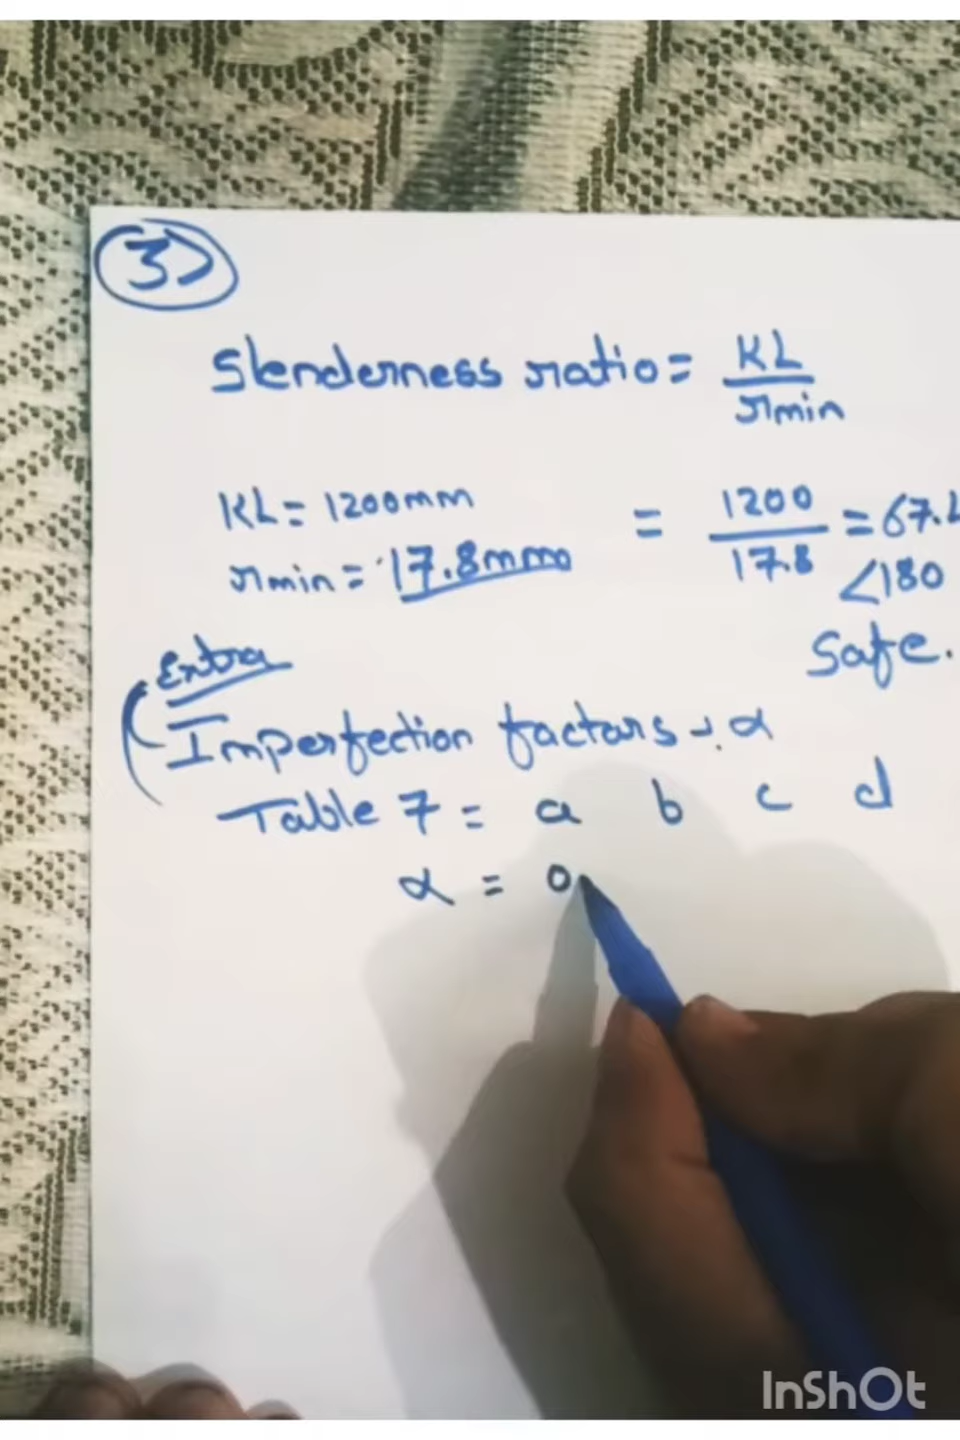 3>
Slenderness ratio = KL / rmin
KL = 1200mm = 1200 / 17.8 = 67.
rmin = 17.8mm <180
Safe.
Extra
Imperfection factors → α
Table 7 = a b c d
α = 0.
InShOt